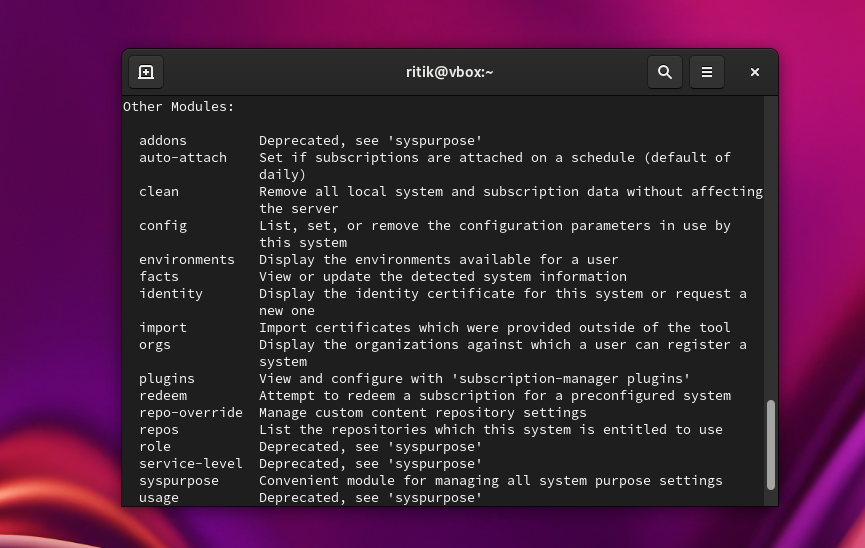 ritik@vbox:~
Other Modules:
addons Deprecated, see 'syspurpose'
auto-attach Set if subscriptions are attached on a schedule (default of
daily)
clean Remove all local system and subscription data without affecting
the server
config List, set, or remove the configuration parameters in use by
this system
environments Display the environments available for a user
facts View or update the detected system information
identity Display the identity certificate for this system or request a
new one
import Import certificates which were provided outside of the tool
orgs Display the organizations against which a user can register a
system
plugins View and configure with 'subscription-manager plugins'
redeem Attempt to redeem a subscription for a preconfigured system
repo-override Manage custom content repository settings
repos List the repositories which this system is entitled to use
role Deprecated, see 'syspurpose'
service-level Deprecated, see 'syspurpose'
syspurpose Convenient module for managing all system purpose settings
usage Deprecated, see 'syspurpose'